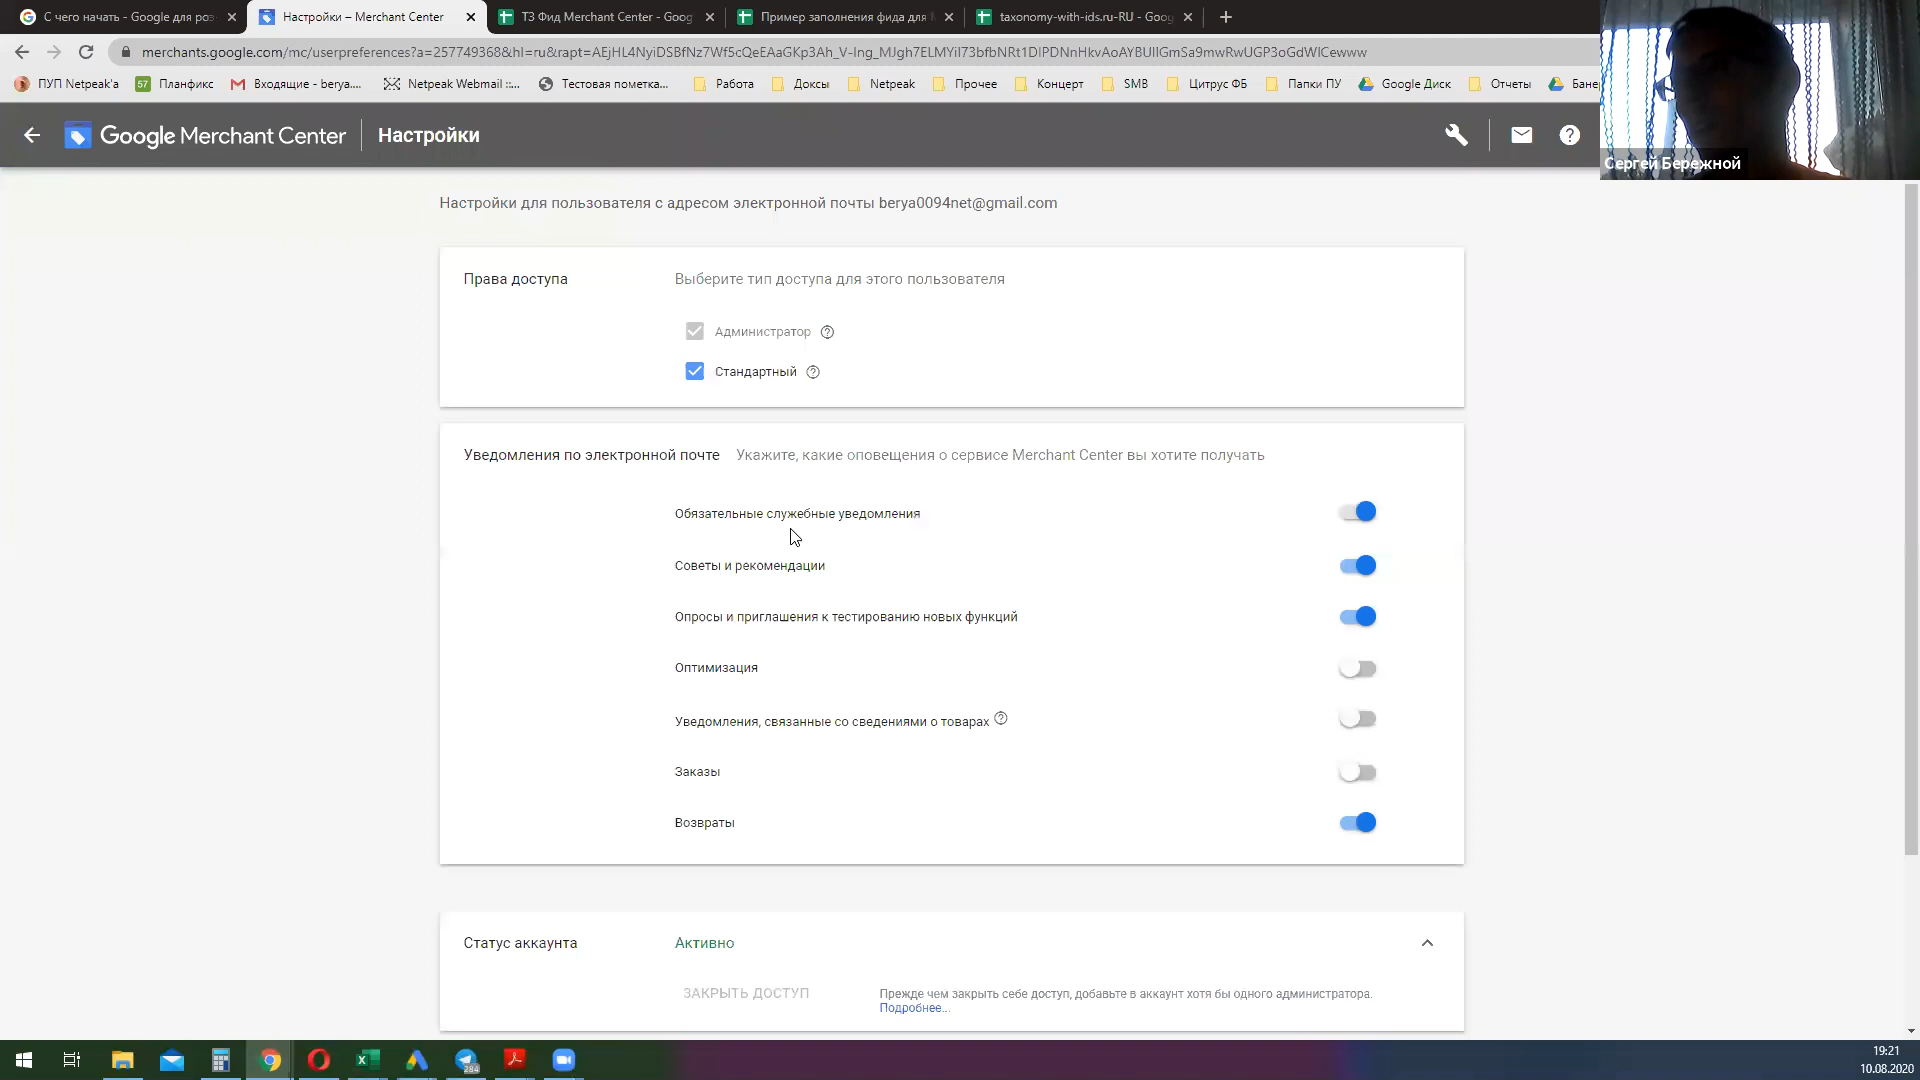 С чего начать - Google для роз
Настройки – Merchant Center
ТЗ Фид Merchant Center - Goog
Пример заполнения фида для
taxonomy-with-ids.ru-RU - Goog
merchants.google.com/mc/userpreferences?a=257749368&hl=ru&rapt=
ПУП Netpeak'a
57 Планфикс
Входящие - berya....
Netpeak Webmail ::...
Тестовая пометка...
Работа
Доксы
Netpeak
Прочее
Концерт
SMB
Цитрус ФБ
Папки ПУ
Google Диск
Отчеты
Банер
Google Merchant Center
Настройки
Сергей Бережной
Настройки для пользователя с адресом электронной почты berya0094net@gmail.com
Права доступа
Выберите тип доступа для этого пользователя
Администратор
Стандартный
Уведомления по электронной почте
Укажите, какие оповещения о сервисе Merchant Center вы хотите получать
Обязательные служебные уведомления
Советы и рекомендации
Опросы и приглашения к тестированию новых функций
Оптимизация
Уведомления, связанные со сведениями о товарах
Заказы
Возвраты
Статус аккаунта
Активно
ЗАКРЫТЬ ДОСТУП
Прежде чем закрыть себе доступ, добавьте в аккаунт хотя бы одного администратора.
Подробнее...
284
19:21
10.08.2020